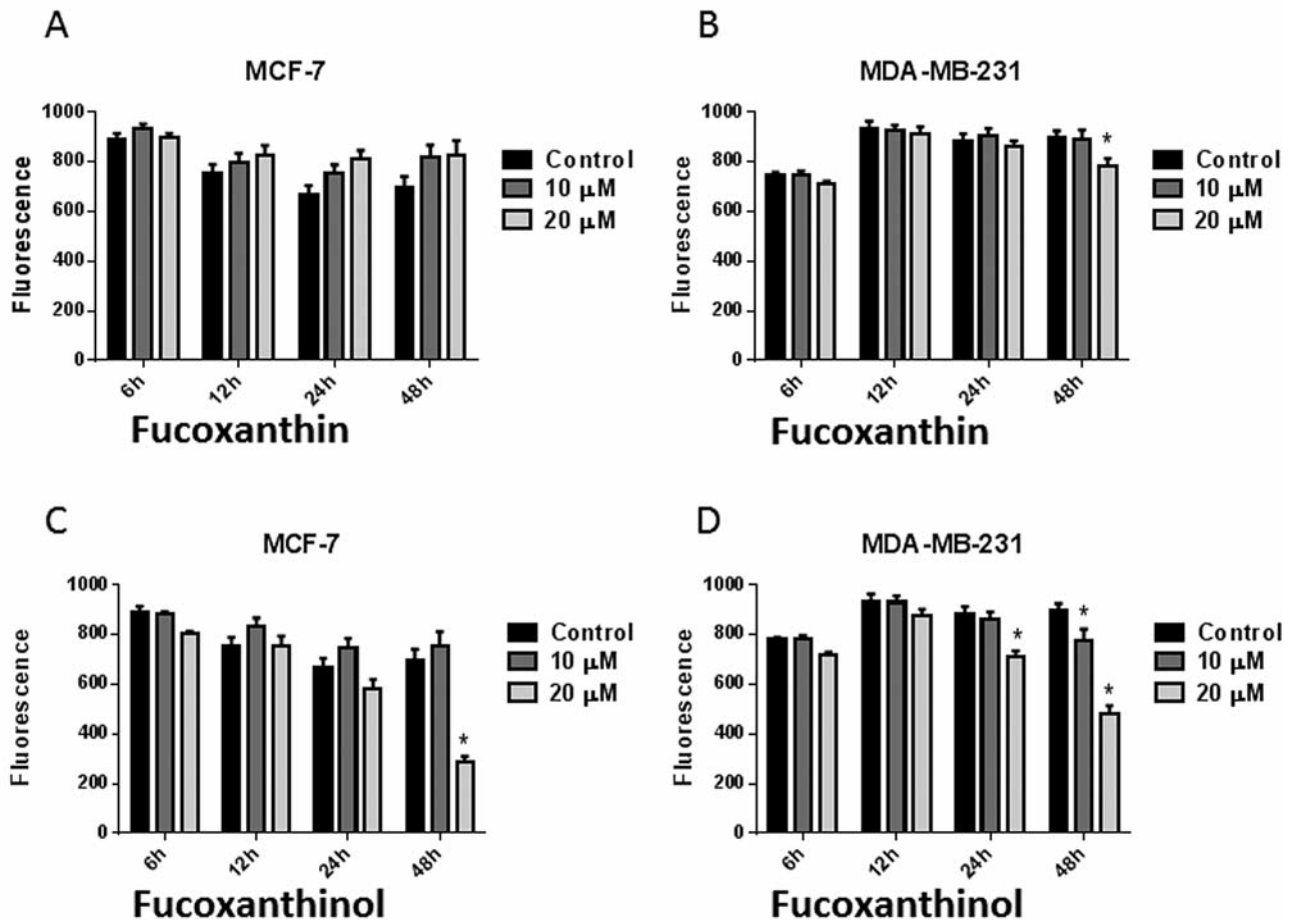 A
MCF-7
Fluorescence
1000
800
600
400
200
0
6h
12h
24h
48h
Control
10 μM
20 μM
Fucoxanthin
B
MDA-MB-231
Fluorescence
1000
800
600
400
200
0
*
6h
12h
24h
48h
Control
10 μM
20 μM
Fucoxanthin
C
MCF-7
Fluorescence
1000
800
600
400
200
0
*
6h
12h
24h
48h
Control
10 μM
20 μM
Fucoxanthinol
D
MDA-MB-231
Fluorescence
1000
800
600
400
200
0
*
*
*
6h
12h
24h
48h
Control
10 μM
20 μM
Fucoxanthinol